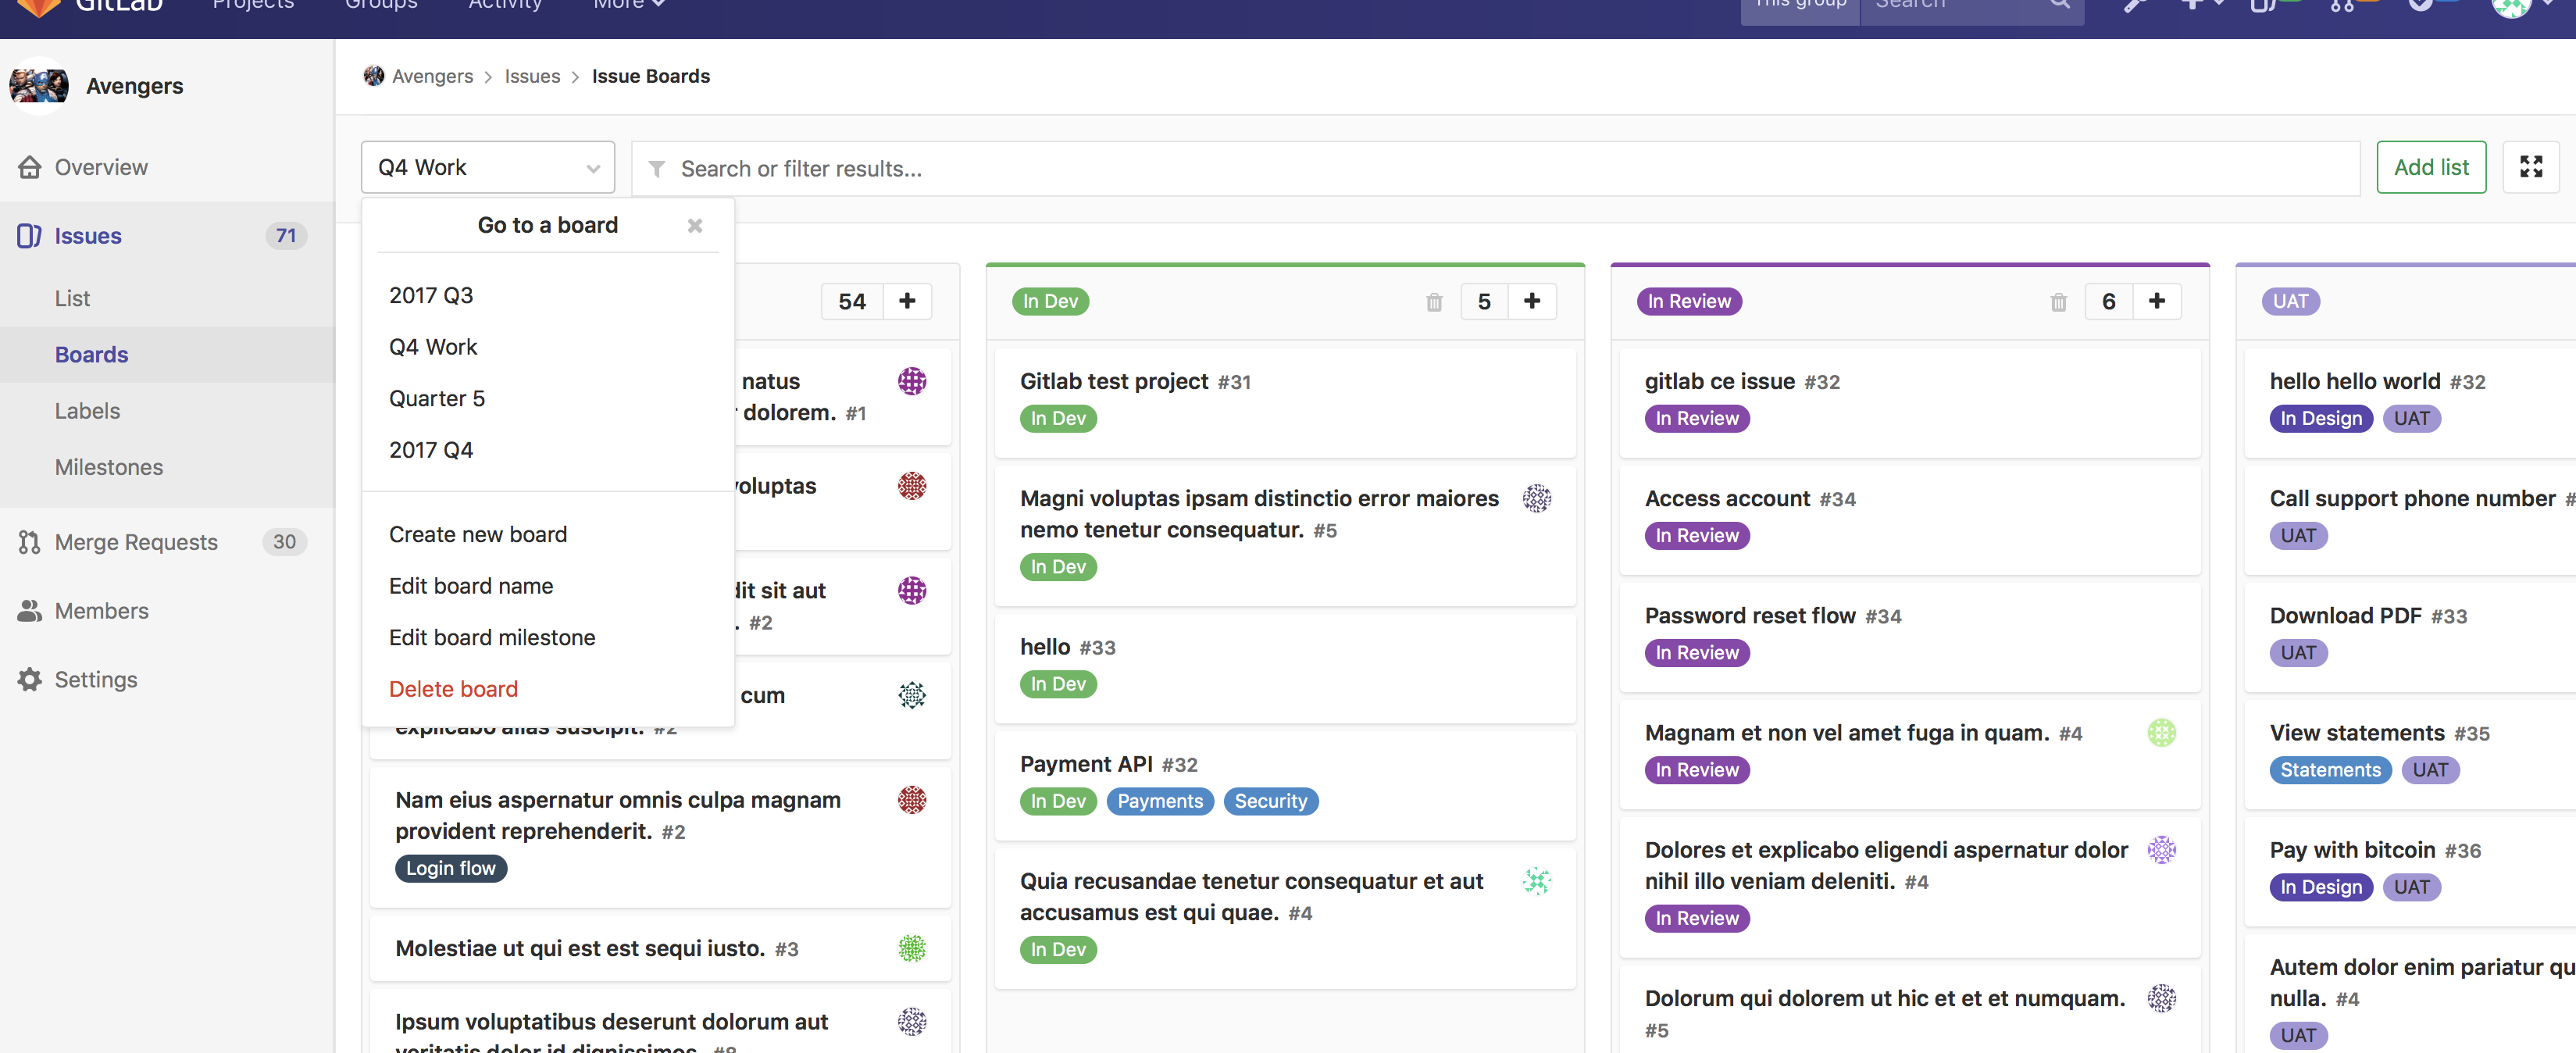 GitLab
Projects
Groups
Activity
More
This group
Search
Avengers
Avengers
Issues
Issue Boards
Overview
Issues
71
List
Boards
Labels
Milestones
Merge Requests
30
Members
Settings
Q4 Work
Search or filter results...
Add list
Go to a board
2017 Q3
Q4 Work
Quarter 5
2017 Q4
Create new board
Edit board name
Edit board milestone
Delete board
54
natus
dolorem. #1
voluptas
sit aut
. #2
cum
explicabo alias suscipit. #2
Nam eius aspernatur omnis culpa magnam
provident reprehenderit. #2
Login flow
Molestiae ut qui est est sequi iusto. #3
Ipsum voluptatibus deserunt dolorum aut
veritatis dolor id dignissimos. #8
In Dev
5
Gitlab test project #31
In Dev
Magni voluptas ipsam distinctio error maiores
nemo tenetur consequatur. #5
In Dev
hello #33
In Dev
Payment API #32
In Dev Payments Security
Quia recusandae tenetur consequatur et aut
accusamus est qui quae. #4
In Dev
In Review
6
gitlab ce issue #32
In Review
Access account #34
In Review
Password reset flow #34
In Review
Magnam et non vel amet fuga in quam. #4
In Review
Dolores et explicabo eligendi aspernatur dolor
nihil illo veniam deleniti. #4
In Review
Dolorum qui dolorem ut hic et et et numquam.
#5
UAT
hello hello world #32
In Design UAT
Call support phone number #
UAT
Download PDF #33
UAT
View statements #35
Statements UAT
Pay with bitcoin #36
In Design UAT
Autem dolor enim pariatur qu
nulla. #4
UAT